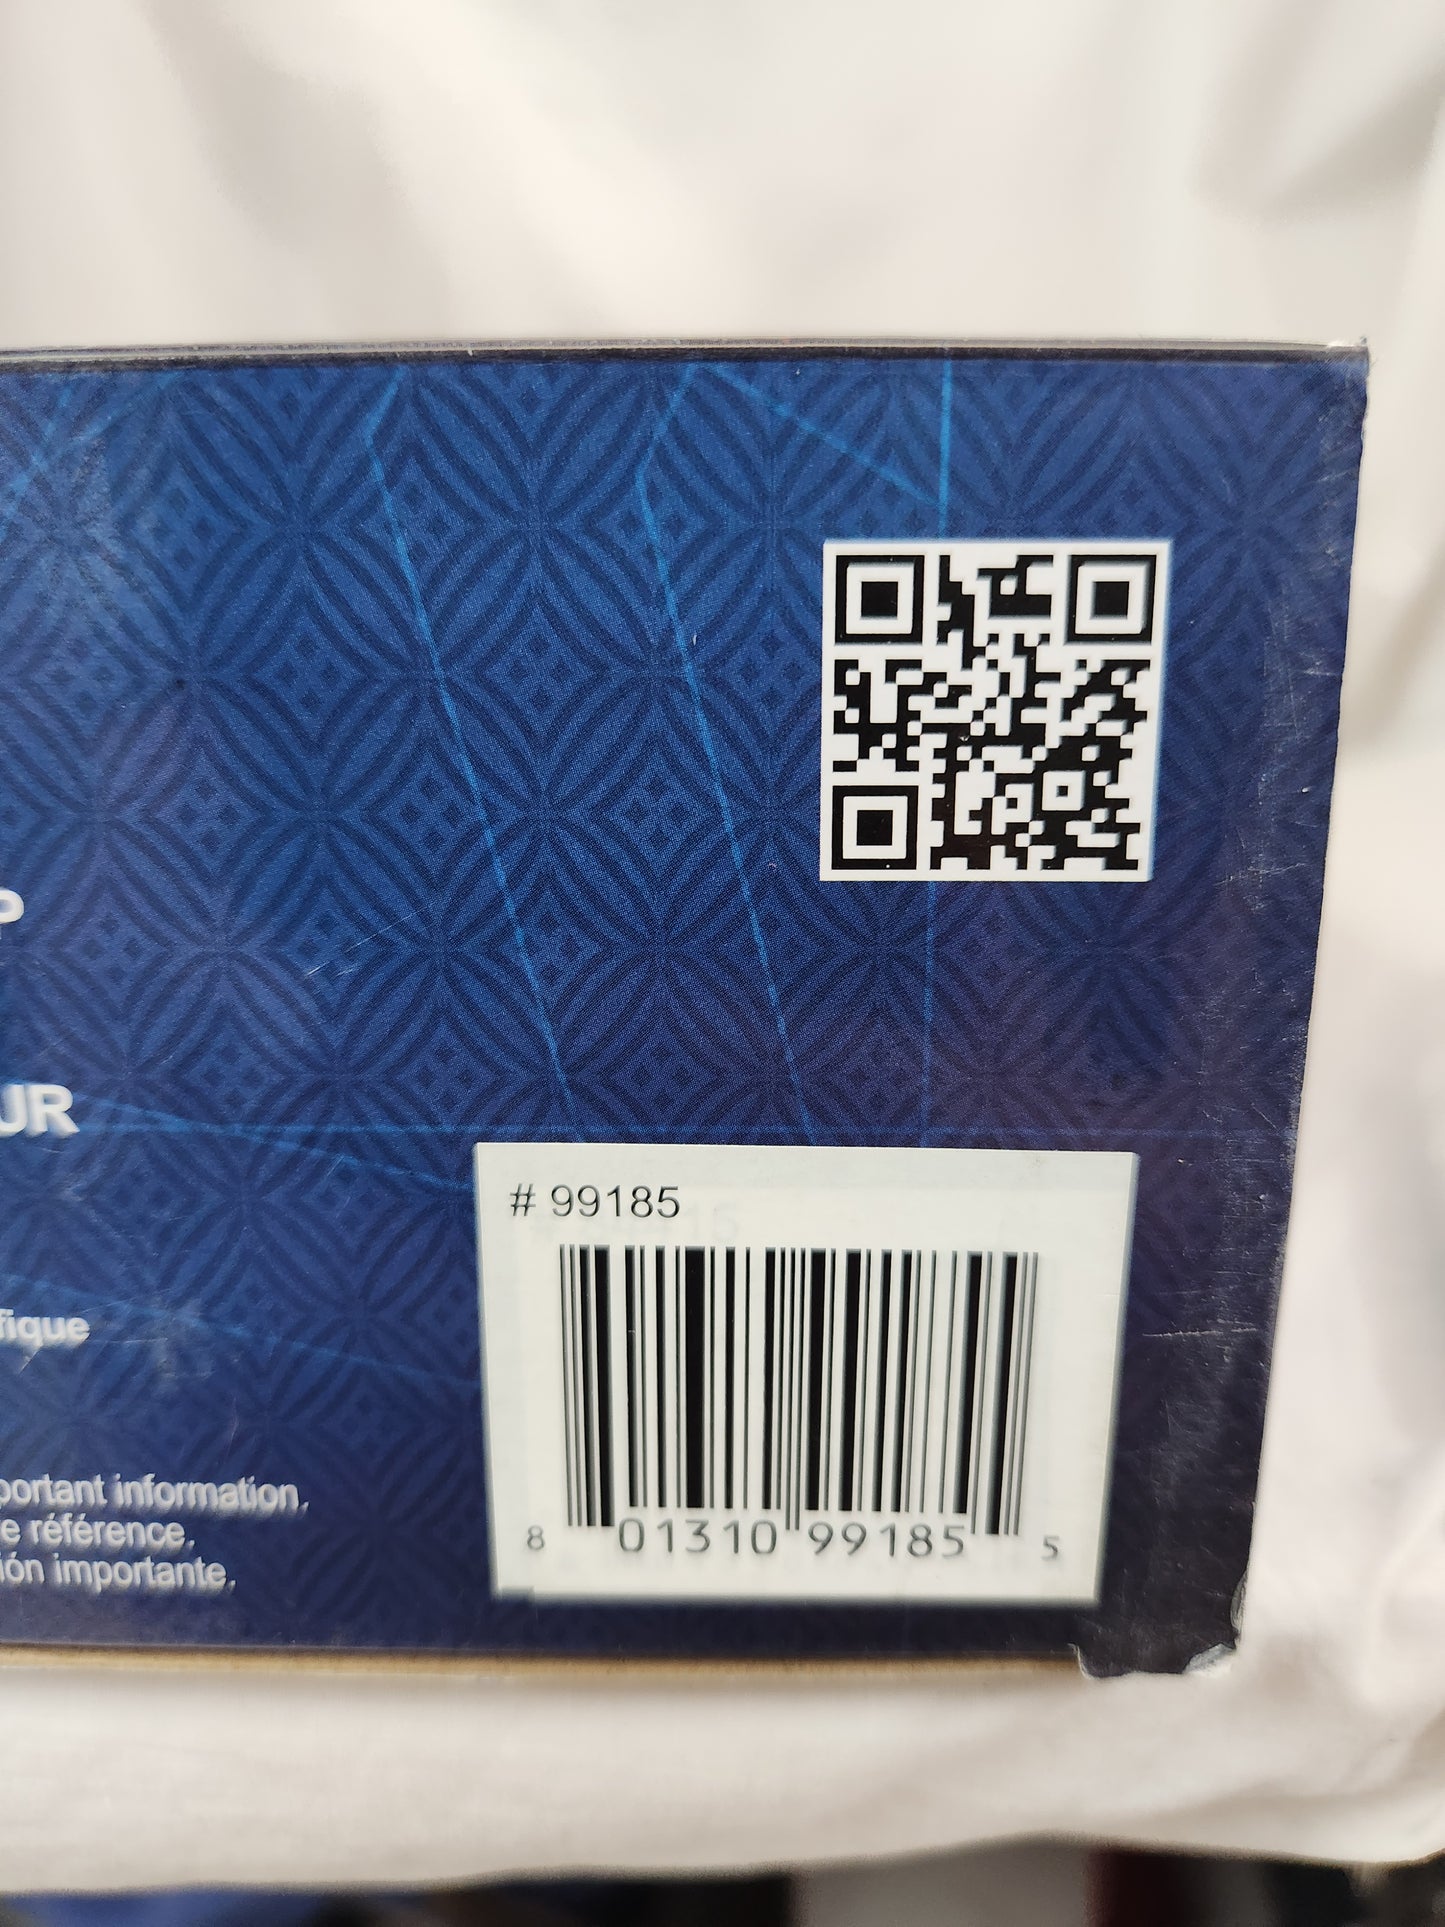 P
UR
fique
portant information.
e référence.
ión importante.
# 99185
8 01310 99185 5